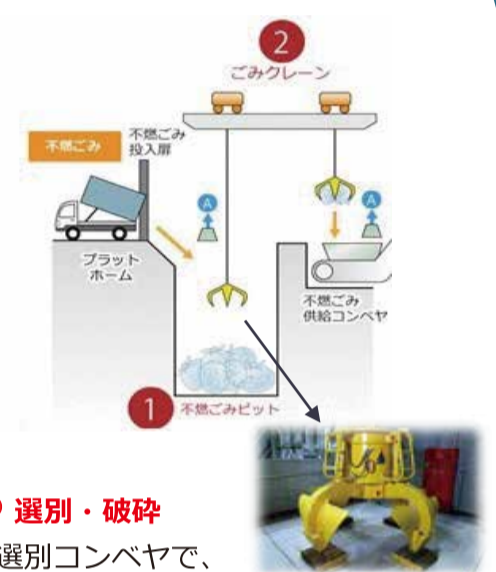 2
ごみクレーン
不燃ごみ
不燃ごみ
投入扉
A
A
プラット
ホーム
不燃ごみ
供給コンベヤ
1
不燃ごみピット
選別・破砕
選別コンベヤで、